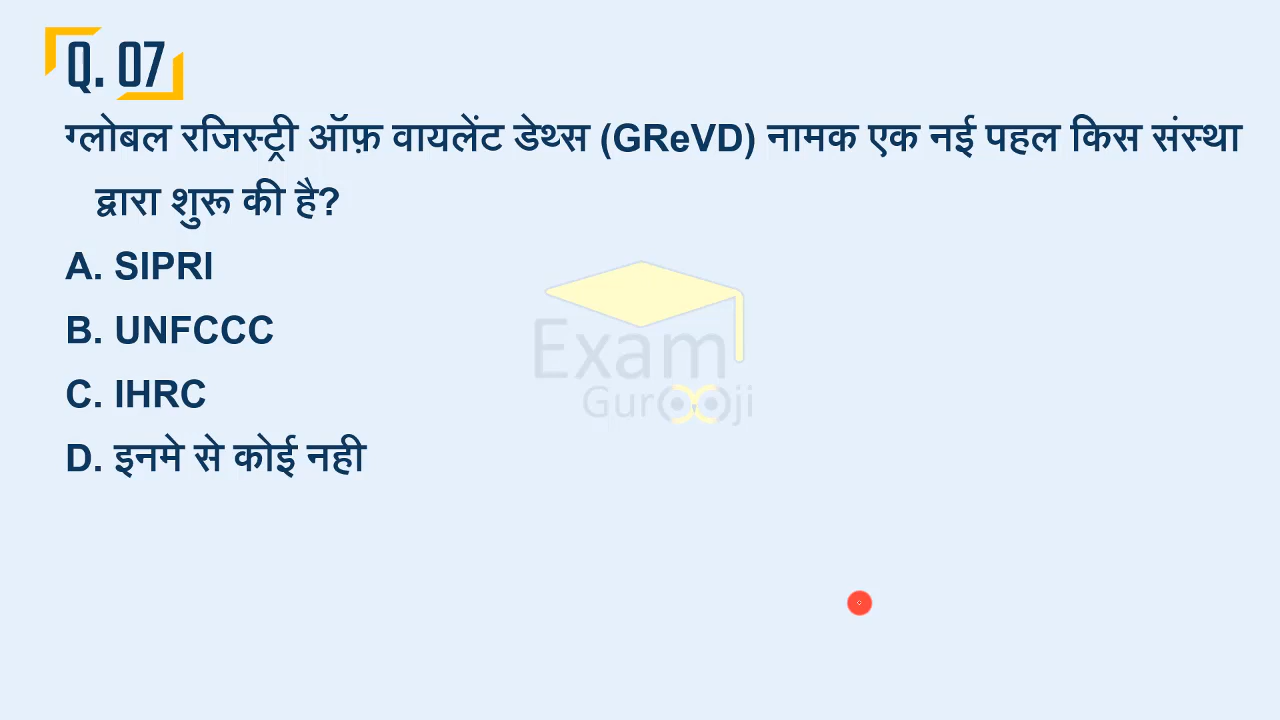 Q. 07
ग्लोबल रजिस्ट्री ऑफ़ वायलेंट डेथ्स (GReVD) नामक एक नई पहल किस संस्था
द्वारा शुरू की है?
A. SIPRI
B. UNFCCC
C. IHRC
D. इनमे से कोई नही
Exam
Gurooji